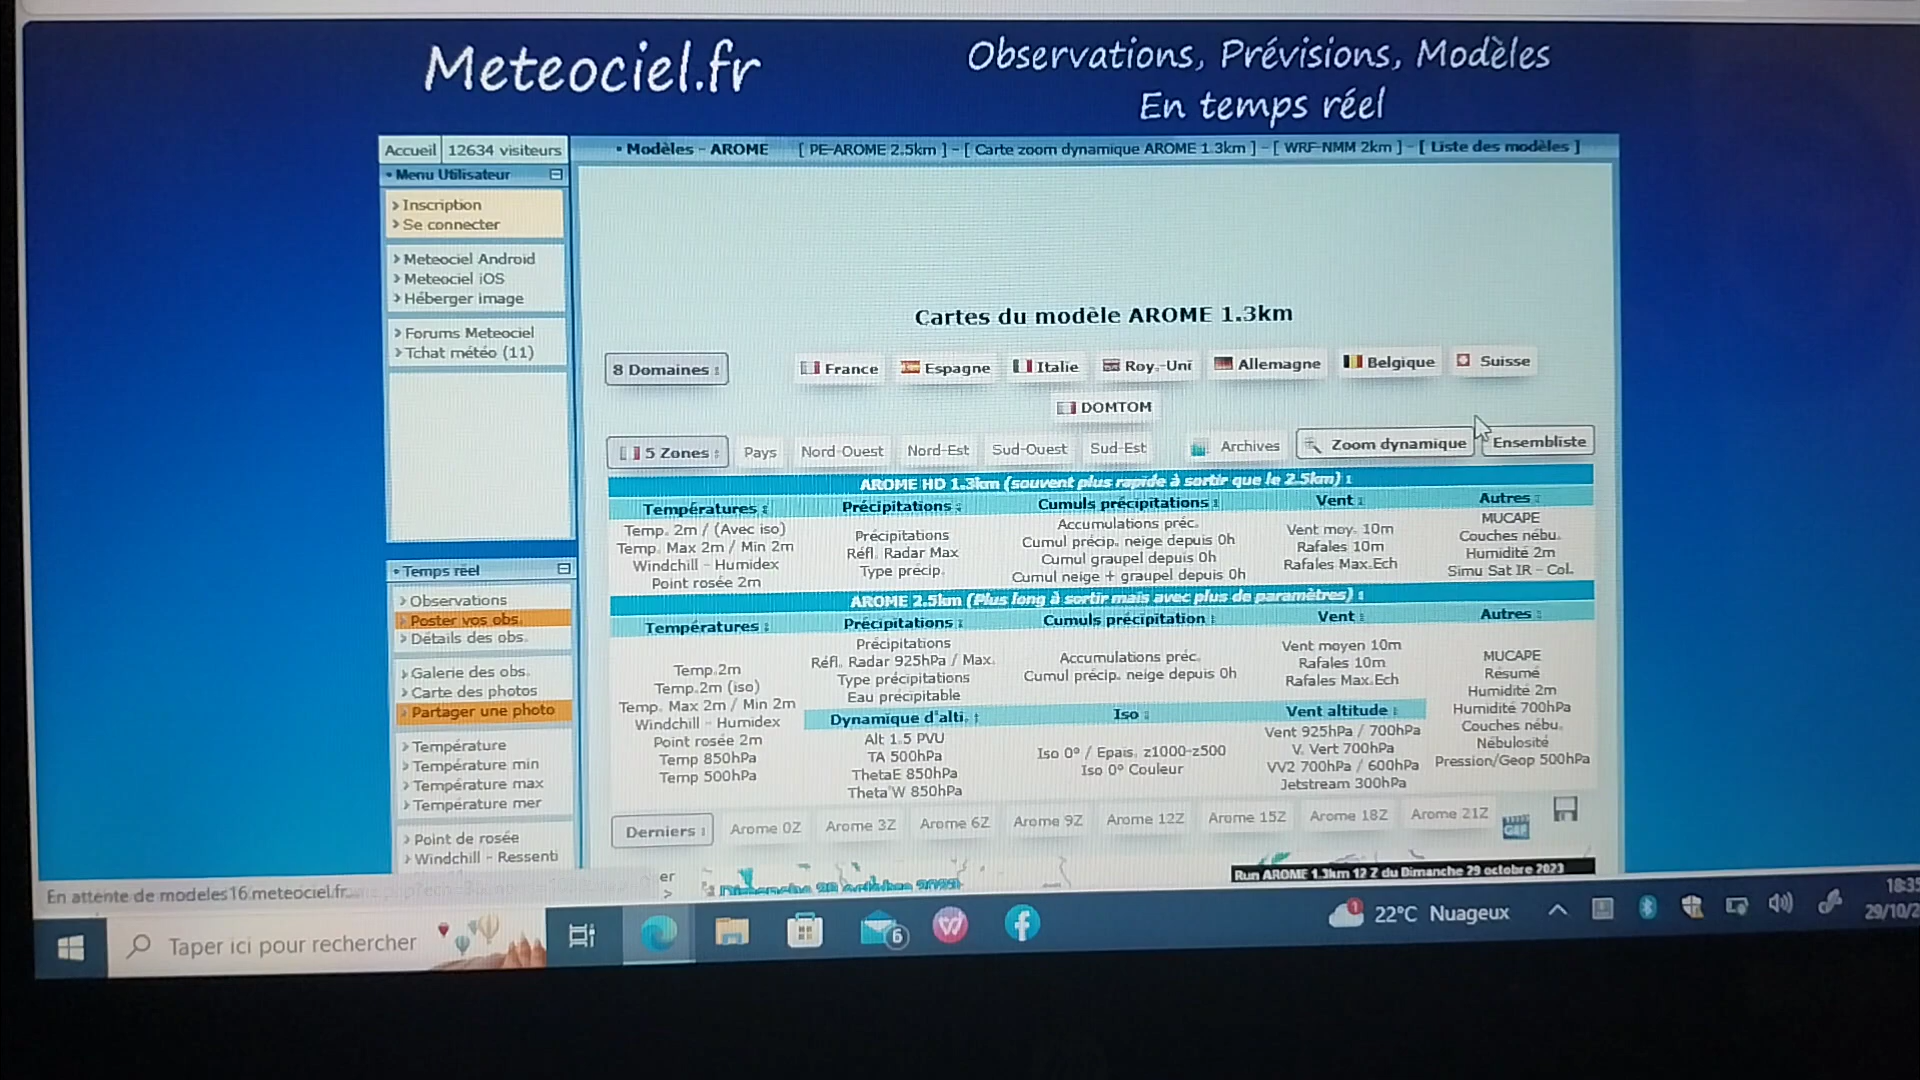 Meteociel.fr
Observations, Prévisions, Modèles
En temps réel
Accueil 12634 visiteurs
• Modèles - AROME [ PE-AROME 2.5km ] - [ Carte zoom dynamique AROME 1.3km ] - [ WRF-NMM 2km ] - [ Liste des modèles ]
• Menu Utilisateur
> Inscription
> Se connecter
> Meteociel Android
> Meteociel iOS
> Héberger image
> Forums Meteociel
> Tchat météo (11)
• Temps réel
> Observations
> Poster vos obs.
> Détails des obs.
> Galerie des obs.
> Carte des photos
> Partager une photo
> Température
> Température min
> Température max
> Température mer
> Point de rosée
> Windchill - Ressenti
Cartes du modèle AROME 1.3km
8 Domaines : France Espagne Italie Roy.-Uni Allemagne Belgique Suisse
DOMTOM
5 Zones : Pays Nord-Ouest Nord-Est Sud-Ouest Sud-Est Archives Zoom dynamique Ensembliste
AROME HD 1.3km (souvent plus rapide à sortir que le 2.5km) :
Températures : Précipitations : Cumuls précipitations : Vent : Autres :
Temp. 2m / (Avec iso)
Temp. Max 2m / Min 2m
Windchill - Humidex
Point rosée 2m
Précipitations
Réfl. Radar Max
Type précip.
Accumulations préc.
Cumul précip. neige depuis 0h
Cumul graupel depuis 0h
Cumul neige + graupel depuis 0h
Vent moy. 10m
Rafales 10m
Rafales Max.Ech
MUCAPE
Couches nébu.
Humidité 2m
Simu Sat IR - Col.
AROME 2.5km (Plus long à sortir mais avec plus de paramètres) :
Températures : Précipitations : Cumuls précipitation : Vent : Autres :
Temp.2m
Temp.2m (iso)
Temp. Max 2m / Min 2m
Windchill - Humidex
Point rosée 2m
Temp 850hPa
Temp 500hPa
Précipitations
Réfl. Radar 925hPa / Max.
Type précipitations
Eau précipitable
Dynamique d'alti. :
Alt 1.5 PVU
TA 500hPa
ThetaE 850hPa
Theta'W 850hPa
Accumulations préc.
Cumul précip. neige depuis 0h
Iso :
Iso 0° / Epais. z1000-z500
Iso 0° Couleur
Vent moyen 10m
Rafales 10m
Rafales Max.Ech
Vent altitude :
Vent 925hPa / 700hPa
V. Vert 700hPa
VV2 700hPa / 600hPa
Jetstream 300hPa
MUCAPE
Résumé
Humidité 2m
Humidité 700hPa
Couches nébu.
Nébulosité
Pression/Geop 500hPa
Derniers : Arome 0Z Arome 3Z Arome 6Z Arome 9Z Arome 12Z Arome 15Z Arome 18Z Arome 21Z GIF
er
>
Run AROME 1.3km 12 Z du Dimanche 29 octobre 2023
En attente de modeles16.meteociel.fr...
Taper ici pour rechercher
6
1
22°C Nuageux
18:35
29/10/2